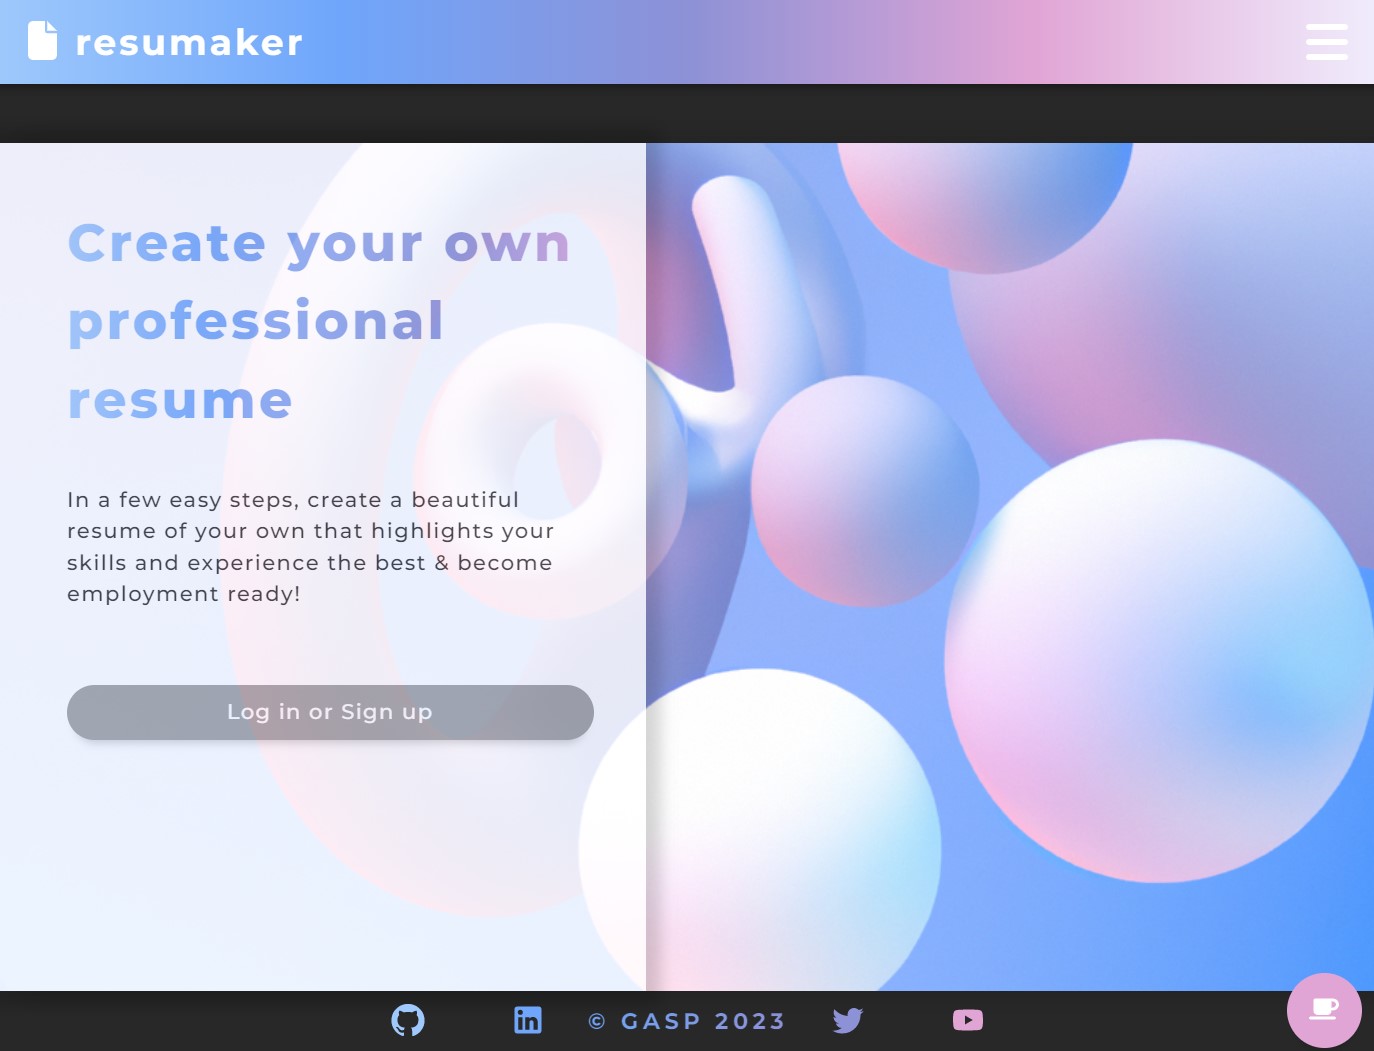 resumaker
Create your own
professional
resume
In a few easy steps, create a beautiful
resume of your own that highlights your
skills and experience the best & become
employment ready!
Log in or Sign up
© GASP 2023